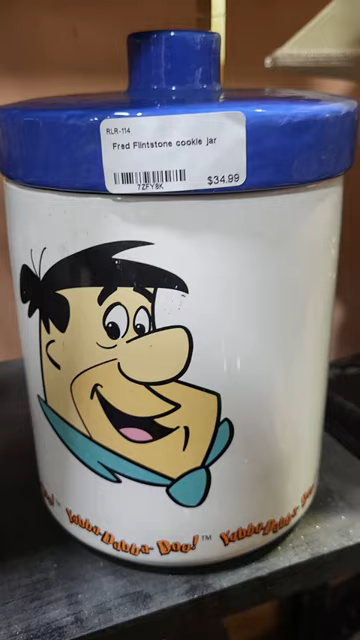 RLR-114
Fred Flintstone cookie jar
7ZFY8K
$34.99
Yabba-Dabba-Doo!™ Yabba-Dabba-Doo